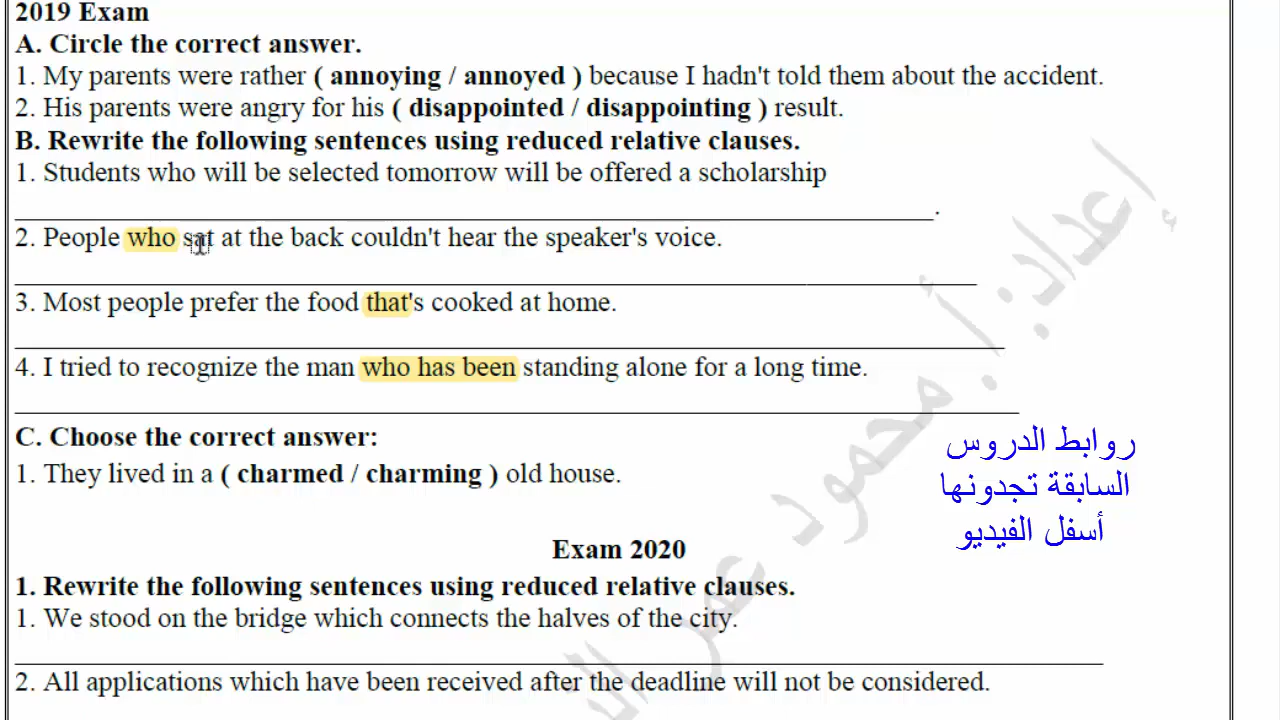 2019 Exam
A. Circle the correct answer.
1. My parents were rather ( annoying / annoyed ) because I hadn't told them about the accident.
2. His parents were angry for his ( disappointed / disappointing ) result.
B. Rewrite the following sentences using reduced relative clauses.
1. Students who will be selected tomorrow will be offered a scholarship
.
2. People who sat at the back couldn't hear the speaker's voice.
3. Most people prefer the food that's cooked at home.
4. I tried to recognize the man who has been standing alone for a long time.
C. Choose the correct answer:
1. They lived in a ( charmed / charming ) old house.
روابط الدروس
السابقة تجدونها
أسفل الفيديو
Exam 2020
1. Rewrite the following sentences using reduced relative clauses.
1. We stood on the bridge which connects the halves of the city.
2. All applications which have been received after the deadline will not be considered.
إعداد: أ. محمود عمر